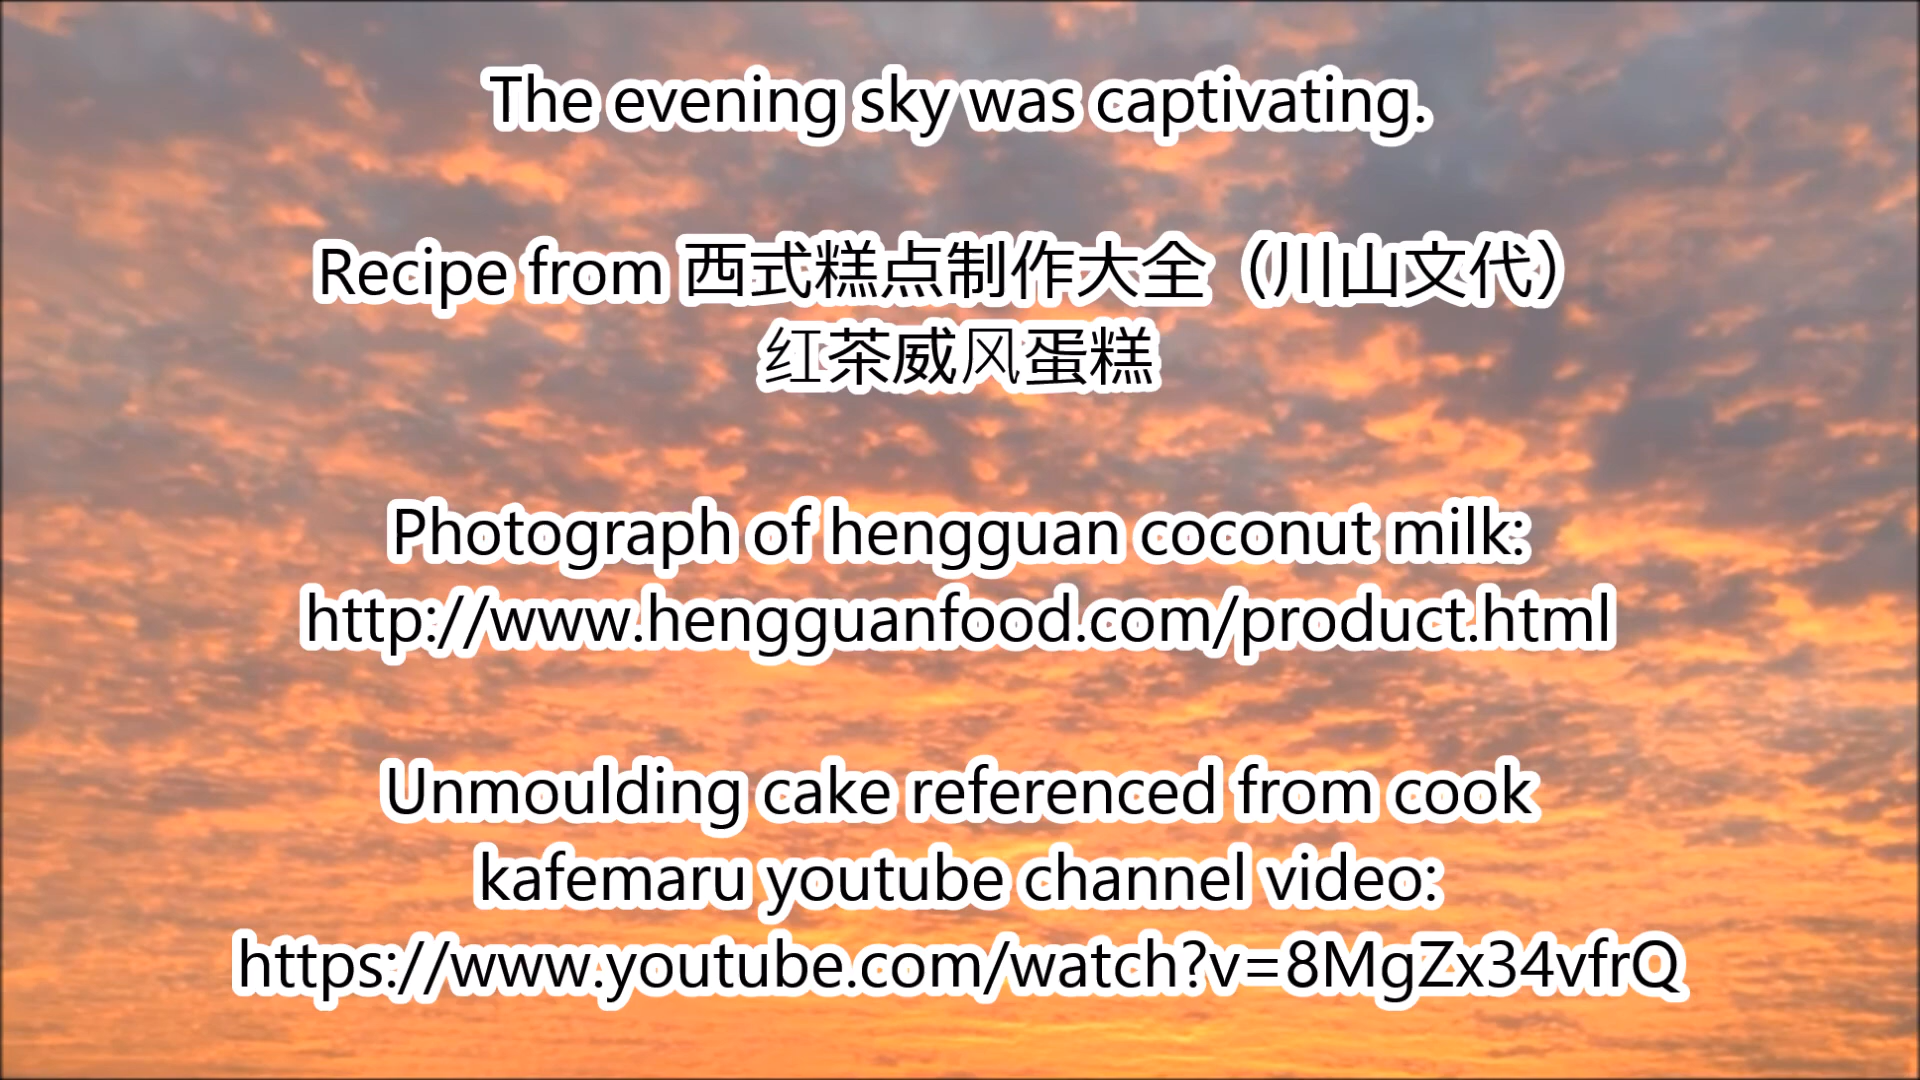 The evening sky was captivating.
Recipe from 西式糕点制作大全（川山文代）
红茶威风蛋糕
Photograph of hengguan coconut milk:
http://www.hengguanfood.com/product.html
Unmoulding cake referenced from cook
kafemaru youtube channel video:
https://www.youtube.com/watch?v=8MgZx34vfrQ